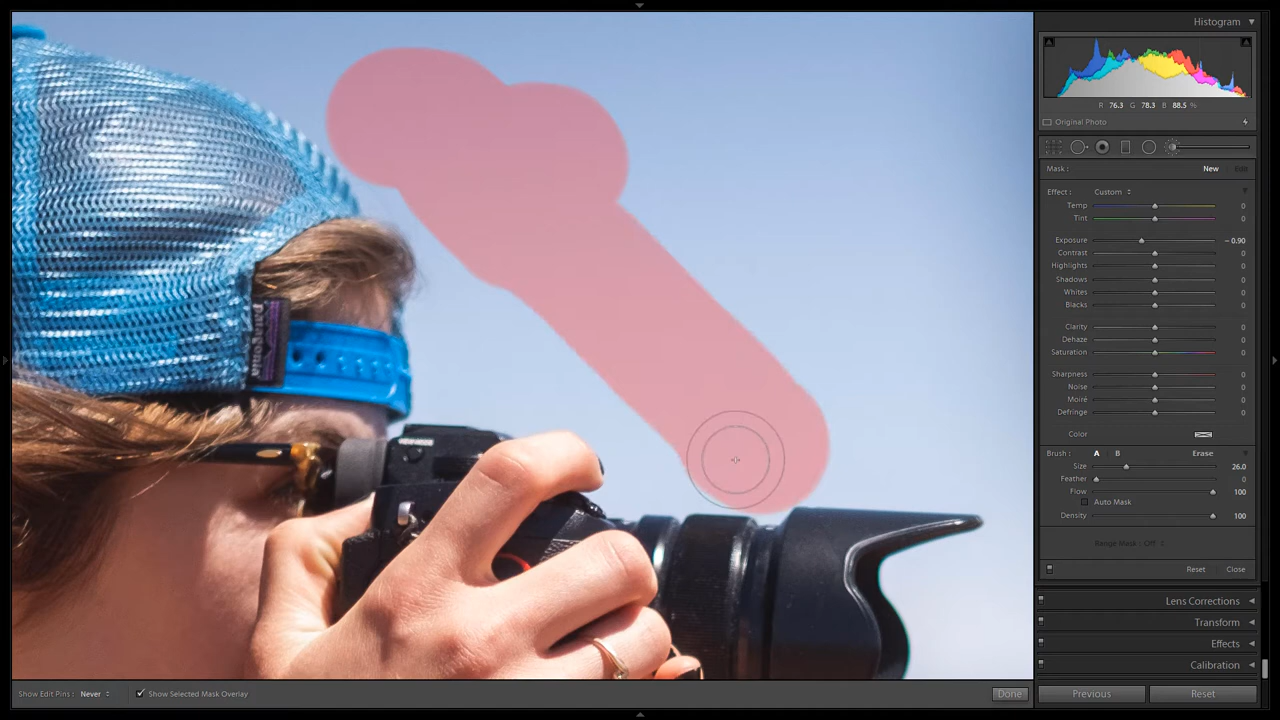 Histogram
R 76.3 G 78.3 B 88.5 %
Original Photo
Mask : New Edit
Effect : Custom
Temp 0
Tint 0
Exposure – 0.90
Contrast 0
Highlights 0
Shadows 0
Whites 0
Blacks 0
Clarity 0
Dehaze 0
Saturation 0
Sharpness 0
Noise 0
Moiré 0
Defringe 0
Color
Brush : A B Erase
Size 26.0
Feather 0
Flow 100
Auto Mask
Density 100
Range Mask : Off
Reset Close
Lens Corrections
Transform
Effects
Calibration
Previous Reset
patagonia
Show Edit Pins : Never Show Selected Mask Overlay Done